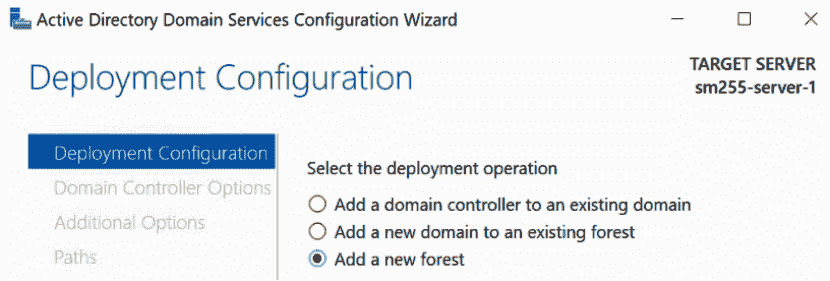 Active Directory Domain Services Configuration Wizard
Deployment Configuration
TARGET SERVER
sm255-server-1
Deployment Configuration
Domain Controller Options
Additional Options
Paths
Select the deployment operation
Add a domain controller to an existing domain
Add a new domain to an existing forest
Add a new forest